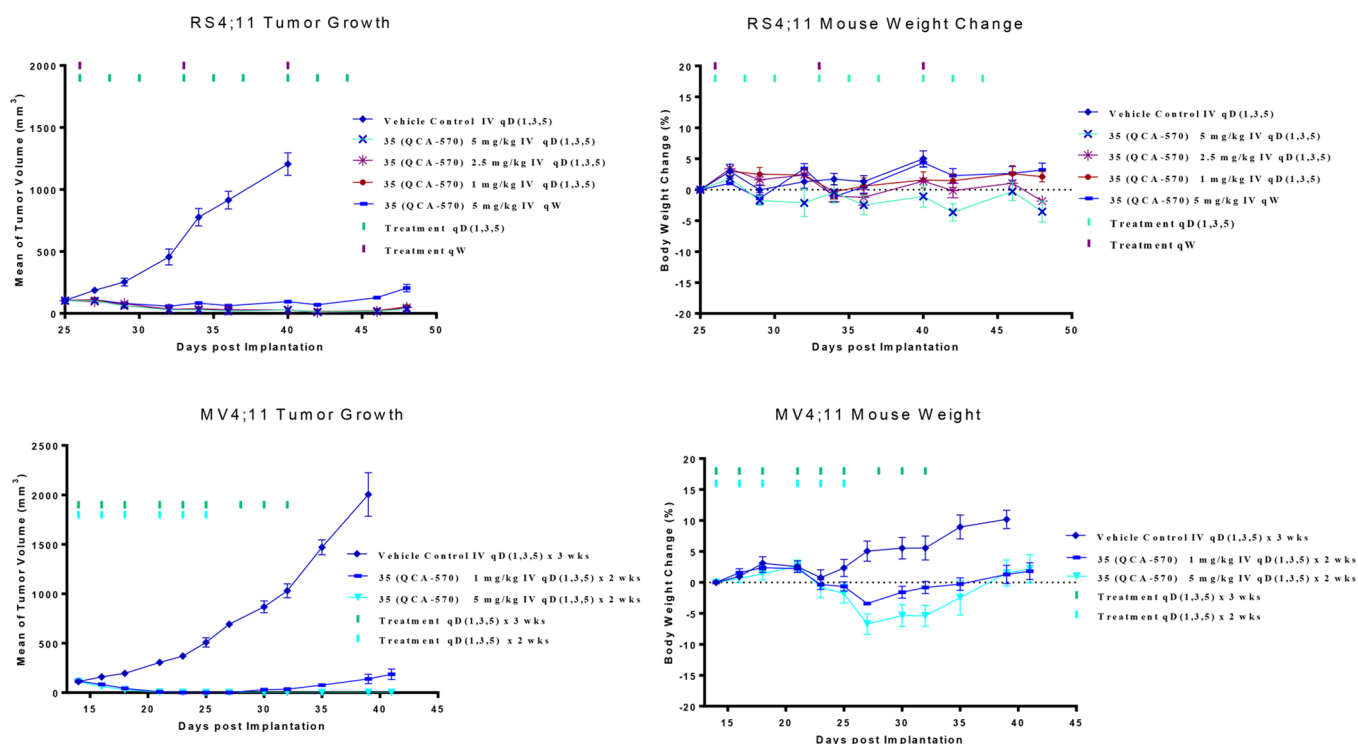 RS4;11 Tumor Growth
Mean of Tumor Volume (mm³)
2000
1500
1000
500
0
25 30 35 40 45 50
Days post Implantation
Vehicle Control IV qD(1,3,5)
35 (QCA-570) 5 mg/kg IV qD(1,3,5)
35 (QCA-570) 2.5 mg/kg IV qD(1,3,5)
35 (QCA-570) 1 mg/kg IV qD(1,3,5)
35 (QCA-570) 5 mg/kg IV qW
Treatment qD(1,3,5)
Treatment qW
RS4;11 Mouse Weight Change
Body Weight Change (%)
20
15
10
5
0
-5
-10
-15
-20
25 30 35 40 45 50
Days post Implantation
Vehicle Control IV qD(1,3,5)
35 (QCA-570) 5 mg/kg IV qD(1,3,5)
35 (QCA-570) 2.5 mg/kg IV qD(1,3,5)
35 (QCA-570) 1 mg/kg IV qD(1,3,5)
35 (QCA-570) 5 mg/kg IV qW
Treatment qD(1,3,5)
Treatment qW
MV4;11 Tumor Growth
Mean of Tumor Volume (mm³)
2500
2000
1500
1000
500
0
15 20 25 30 35 40 45
Days post Implantation
Vehicle Control IV qD(1,3,5) x 3 wks
35 (QCA-570) 1 mg/kg IV qD(1,3,5) x 2 wks
35 (QCA-570) 5 mg/kg IV qD(1,3,5) x 2 wks
Treatment qD(1,3,5) x 3 wks
Treatment qD(1,3,5) x 2 wks
MV4;11 Mouse Weight
Body Weight Change (%)
20
15
10
5
0
-5
-10
-15
-20
15 20 25 30 35 40 45
Days post Implantation
Vehicle Control IV qD(1,3,5) x 3 wks
35 (QCA-570) 1 mg/kg IV qD(1,3,5) x 2 wks
35 (QCA-570) 5 mg/kg IV qD(1,3,5) x 2 wks
Treatment qD(1,3,5) x 3 wks
Treatment qD(1,3,5) x 2 wks